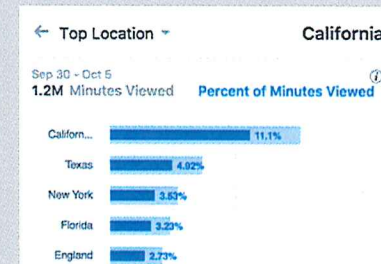 ← Top Location
California
Sep 30 - Oct 5
1.2M Minutes Viewed
Percent of Minutes Viewed
Californ... 11.1%
Texas 4.02%
New York 3.53%
Florida 3.23%
England 2.73%